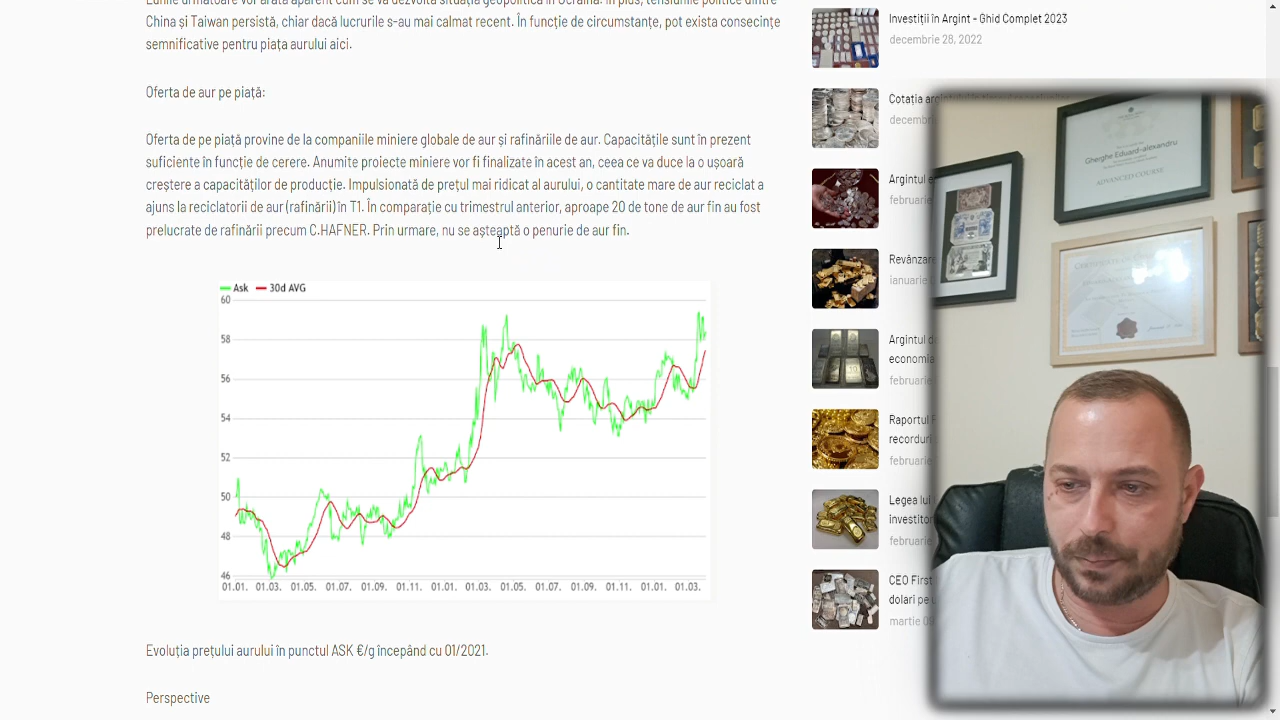 China și Taiwan persistă, chiar dacă lucrurile s-au mai calmat recent. În funcție de circumstanțe, pot exista consecințe
semnificative pentru piața aurului aici.
Oferta de aur pe piață:
Oferta de pe piață provine de la companiile miniere globale de aur și rafinăriile de aur. Capacitățile sunt în prezent
suficiente în funcție de cerere. Anumite proiecte miniere vor fi finalizate în acest an, ceea ce va duce la o ușoară
creștere a capacităților de producție. Impulsionată de prețul mai ridicat al aurului, o cantitate mare de aur reciclat a
ajuns la reciclatorii de aur (rafinării) în T1. În comparație cu trimestrul anterior, aproape 20 de tone de aur fin au fost
prelucrate de rafinării precum C.HAFNER. Prin urmare, nu se așteaptă o penurie de aur fin.
Ask 30d AVG
60
58
56
54
52
50
48
46
01.01. 01.03. 01.05. 01.07. 01.09. 01.11. 01.01. 01.03. 01.05. 01.07. 01.09. 01.11. 01.01. 01.03.
Evoluția prețului aurului în punctul ASK €/g începând cu 01/2021.
Perspective
Investiții în Argint - Ghid Complet 2023
decembrie 28, 2022
Cotația
Argintul
Revânzare
ianuarie
Argintul
economia
februarie
Raportul
februarie
Legea lui
februarie
CEO First
dolari pe
martie
Gherghe Eduard-alexandru
ADVANCED COURSE